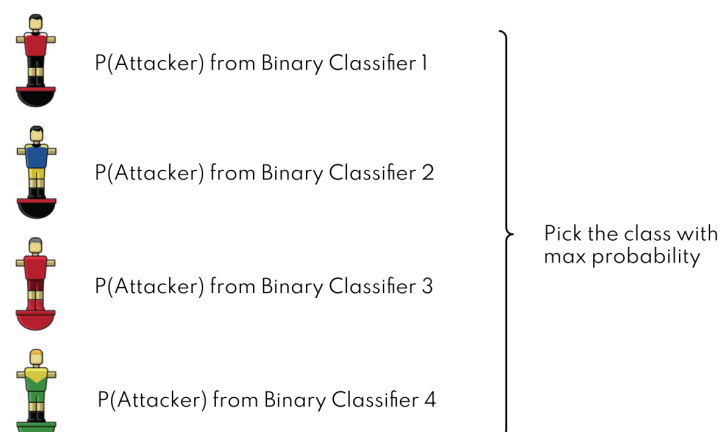 P(Attacker) from Binary Classifier 1
P(Attacker) from Binary Classifier 2
P(Attacker) from Binary Classifier 3
P(Attacker) from Binary Classifier 4
Pick the class with
max probability